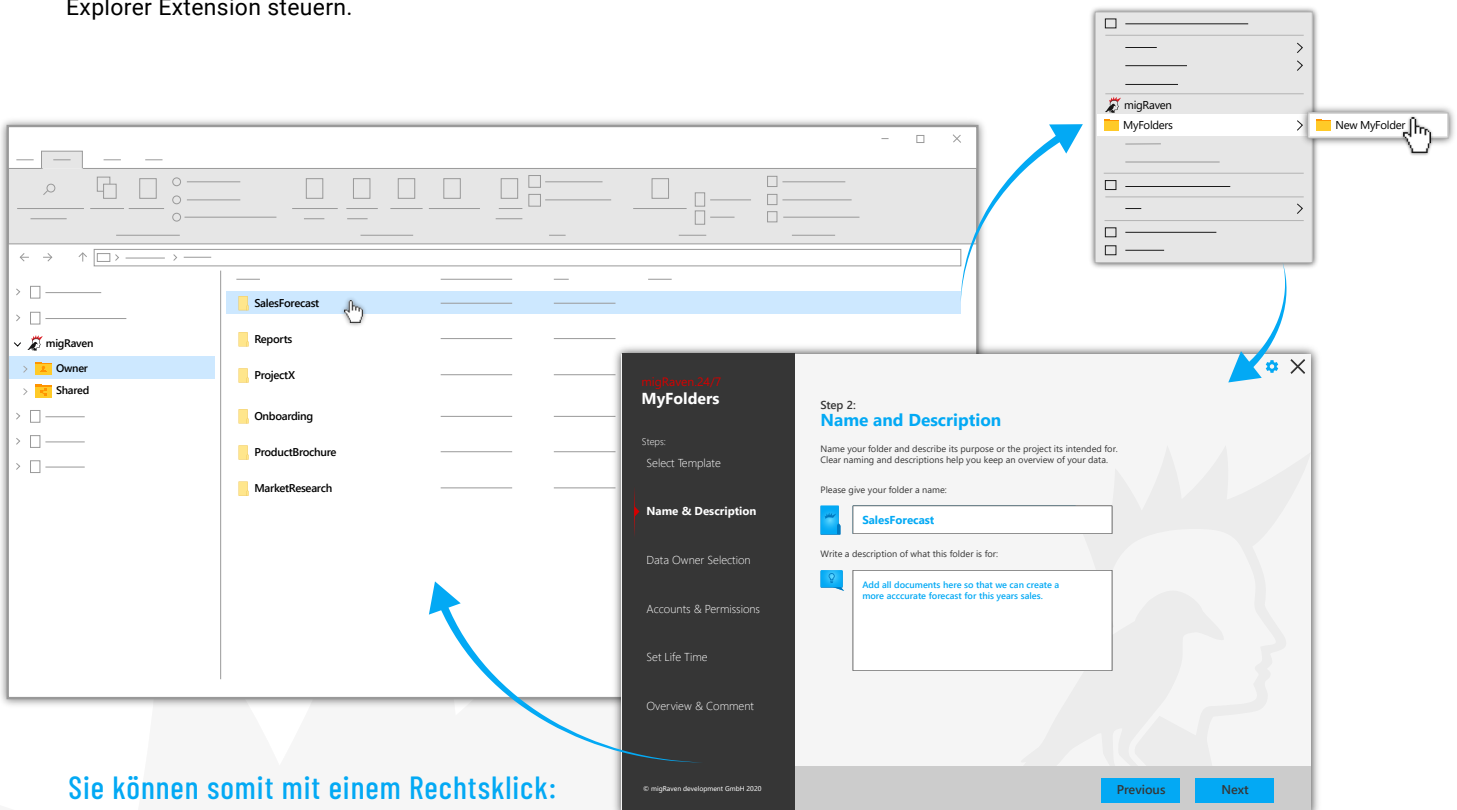 Explorer Extension steuern.
migRaven
MyFolders
New MyFolder
SalesForecast
Reports
ProjectX
Onboarding
ProductBrochure
MarketResearch
migRaven
Owner
Shared
migRaven 24/7
MyFolders
Steps:
Select Template
Name & Description
Data Owner Selection
Accounts & Permissions
Set Life Time
Overview & Comment
© migRaven development GmbH 2020
Step 2:
Name and Description
Name your folder and describe its purpose or the project its intended for.
Clear naming and descriptions help you keep an overview of your data.
Please give your folder a name:
SalesForecast
Write a description of what this folder is for:
Add all documents here so that we can create a
more acccurate forecast for this years sales.
Previous
Next
Sie können somit mit einem Rechtsklick: